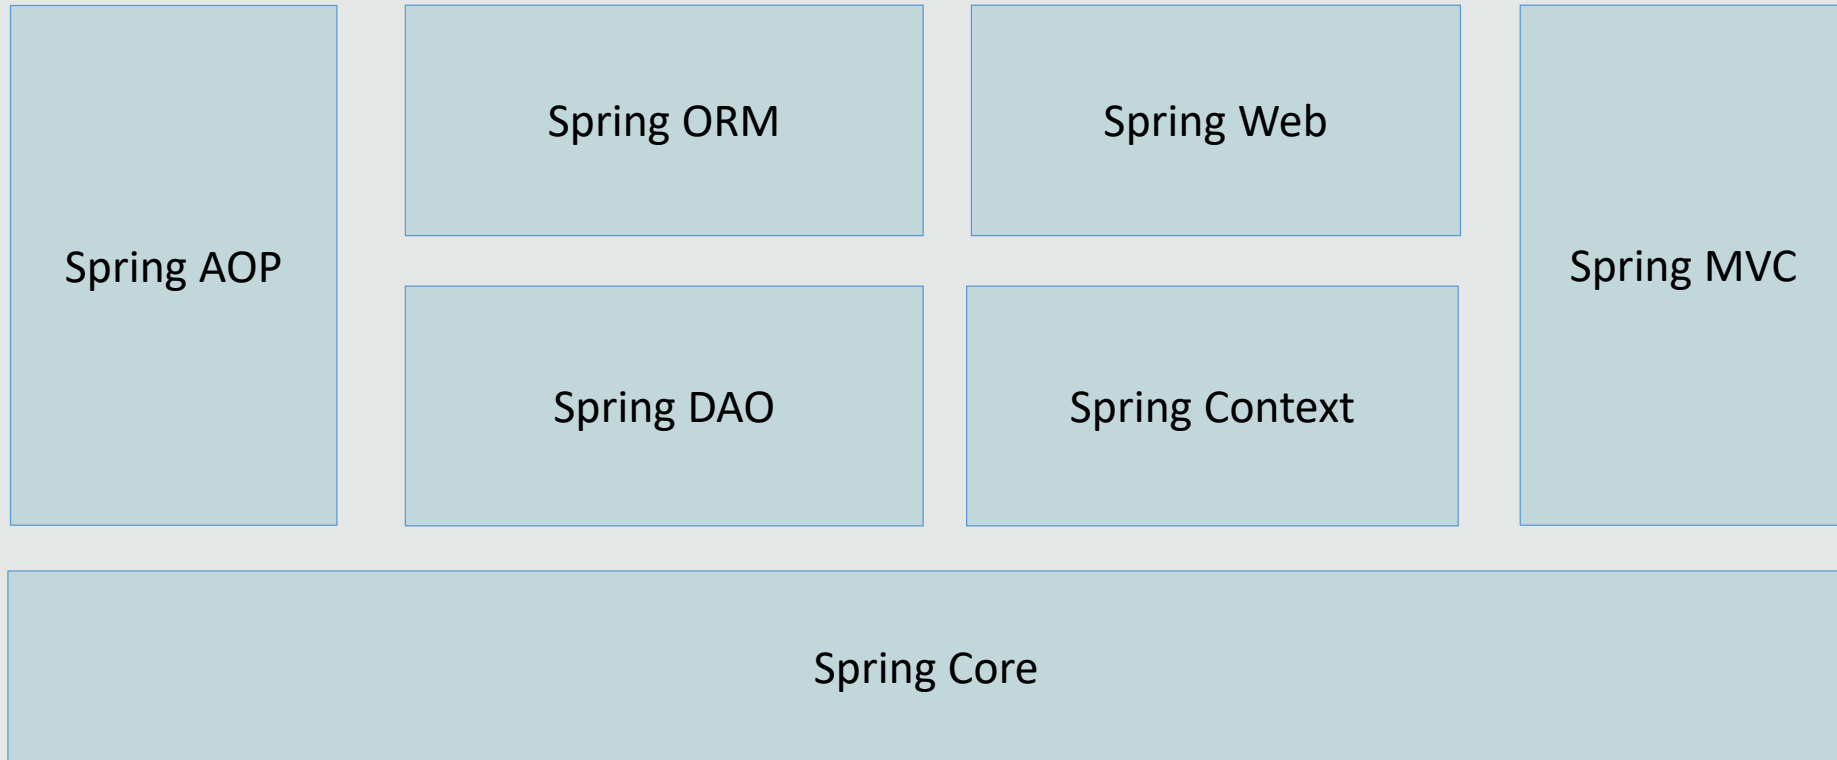 Spring ORM
Spring Web
Spring AOP
Spring MVC
Spring DAO
Spring Context
Spring Core